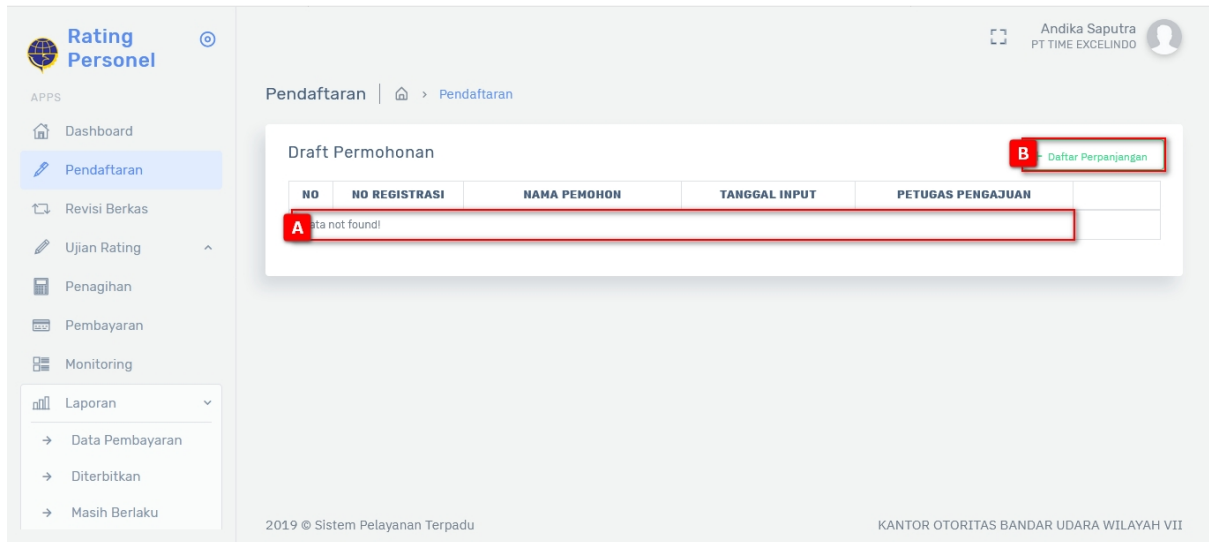 Rating
Personel
Andika Saputra
PT TIME EXCELINDO
APPS
Dashboard
Pendaftaran
Revisi Berkas
Ujian Rating
Penagihan
Pembayaran
Monitoring
Laporan
Data Pembayaran
Diterbitkan
Masih Berlaku
Pendaftaran | > Pendaftaran
Draft Permohonan
B Daftar Perpanjangan
NO NO REGISTRASI NAMA PEMOHON TANGGAL INPUT PETUGAS PENGAJUAN
A ata not found!
2019 © Sistem Pelayanan Terpadu
KANTOR OTORITAS BANDAR UDARA WILAYAH VII